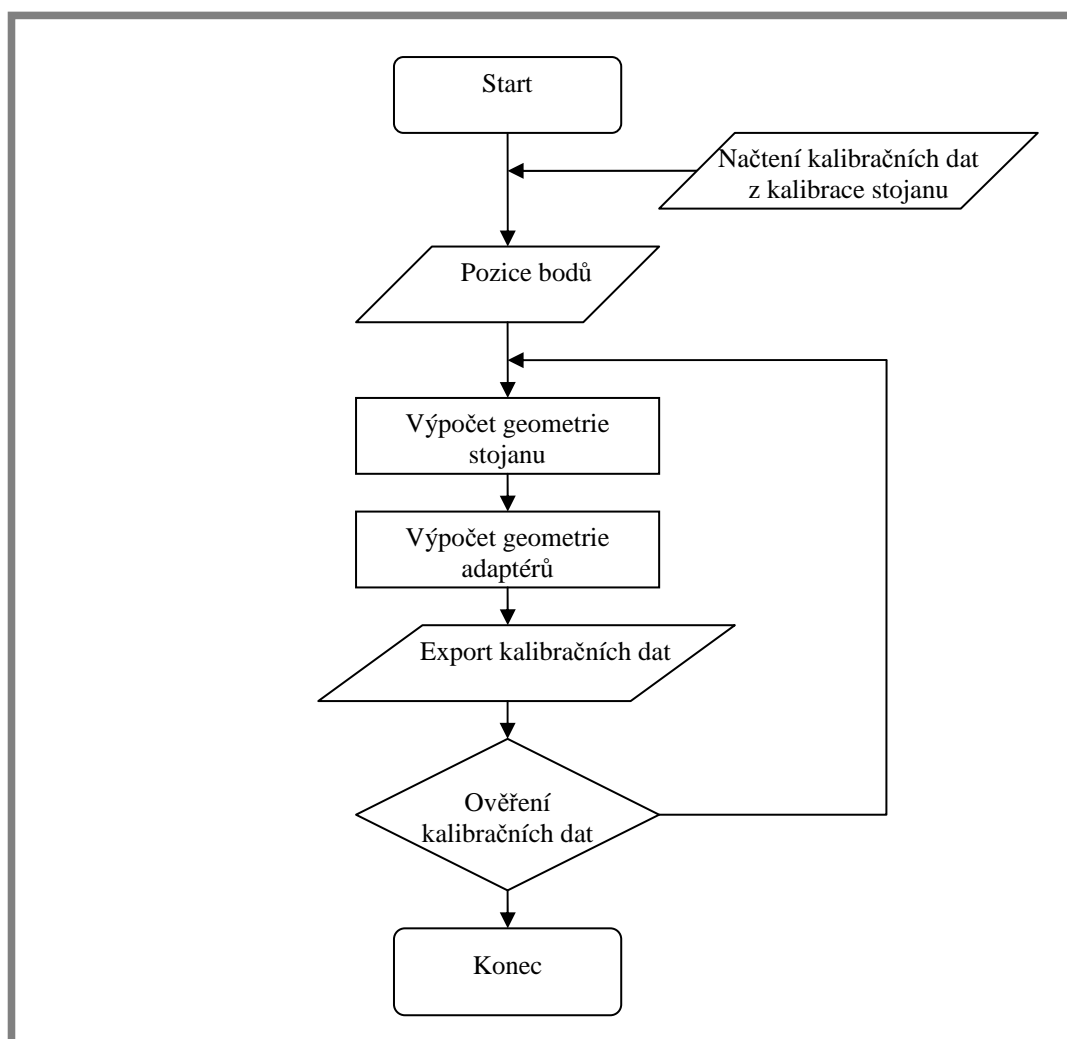 Start
Načtení kalibračních dat
z kalibrace stojanu
Pozice bodů
Výpočet geometrie
stojanu
Výpočet geometrie
adaptérů
Export kalibračních dat
Ověření
kalibračních dat
Konec